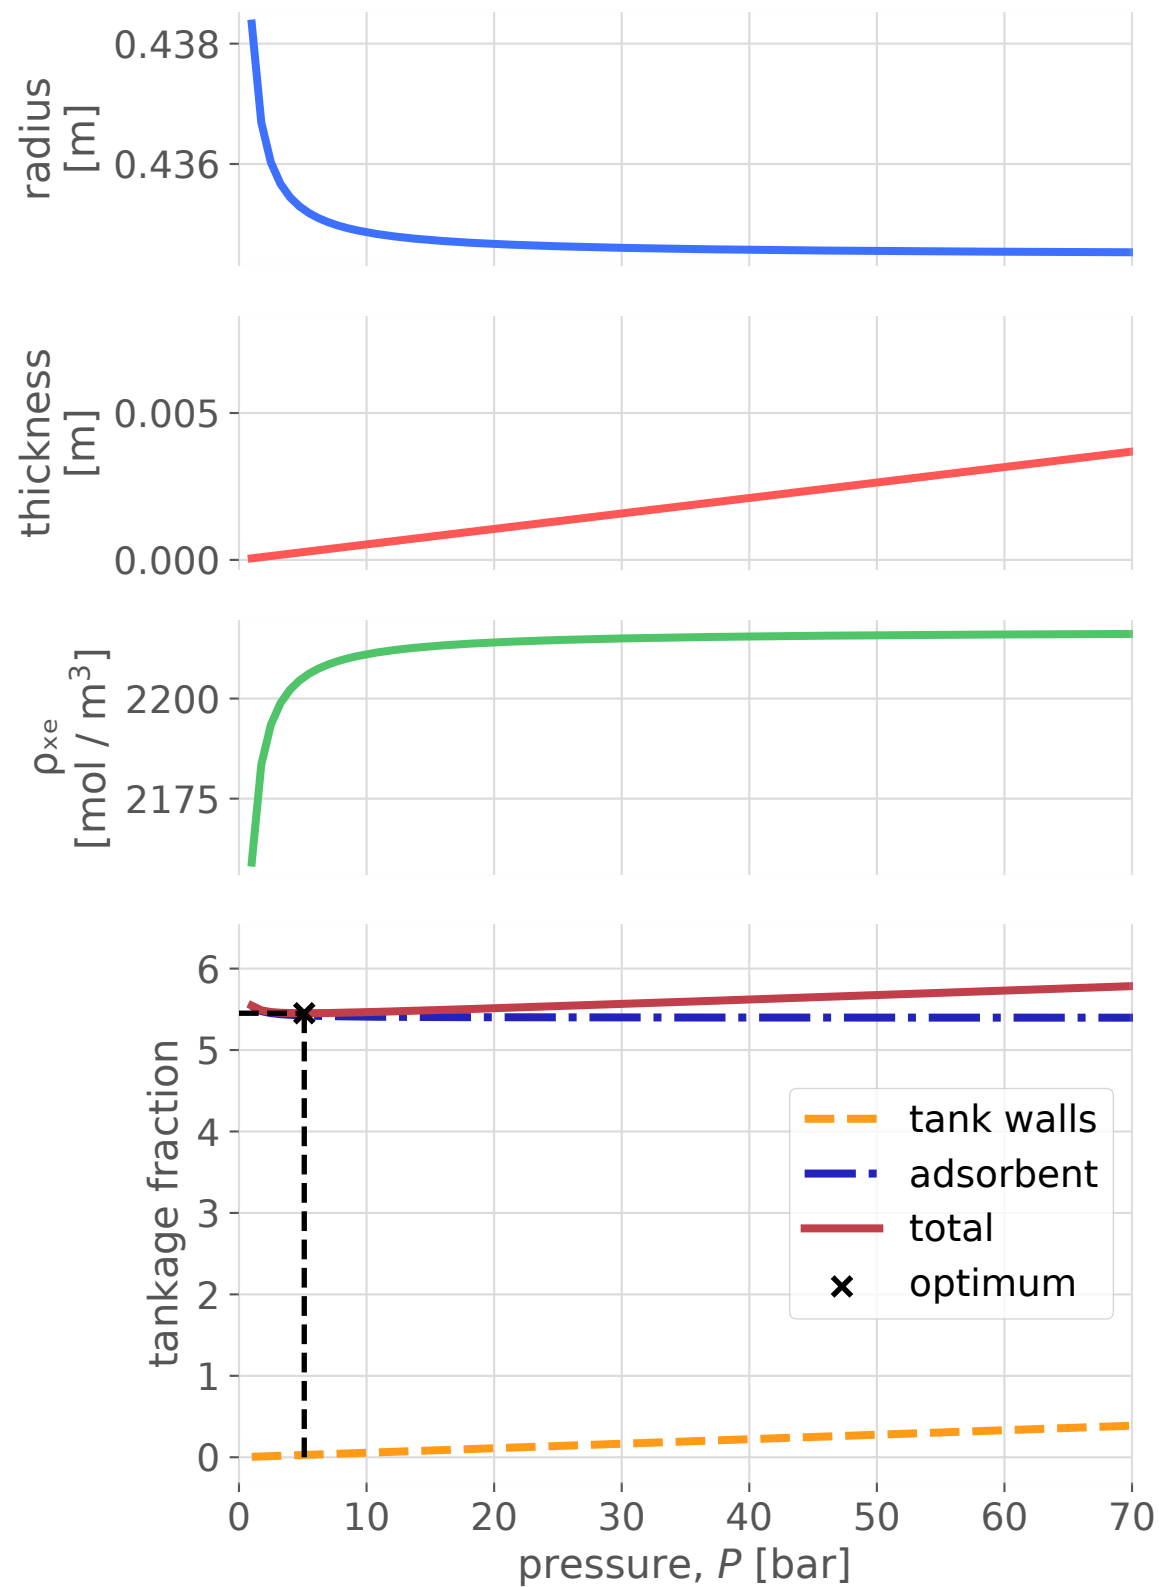 radius
[m]
0.438
0.436
thickness
[m]
0.005
0.000
ρₓₑ
[mol / m³]
2200
2175
tankage fraction
6
5
4
3
2
1
0
tank walls
adsorbent
total
optimum
0 10 20 30 40 50 60 70
pressure, P [bar]